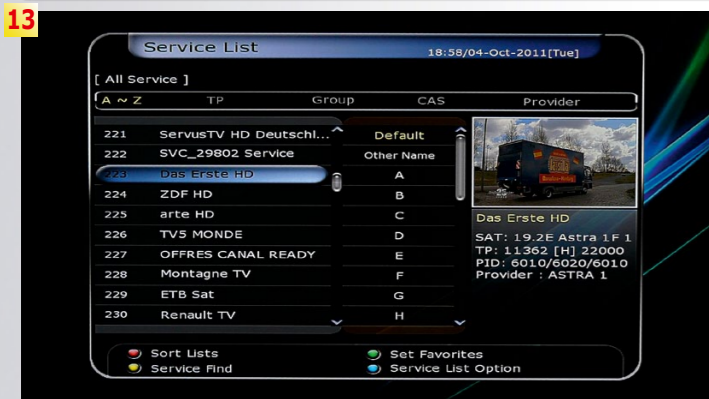 13
Service List
18:58/04-Oct-2011[Tue]
[ All Service ]
A ~ Z TP Group CAS Provider
221 ServusTV HD Deutschl...
222 SVC_29802 Service
223 Das Erste HD
224 ZDF HD
225 arte HD
226 TV5 MONDE
227 OFFRES CANAL READY
228 Montagne TV
229 ETB Sat
230 Renault TV
Default
Other Name
A
B
C
D
E
F
G
H
Das Erste HD
SAT: 19.2E Astra 1F 1
TP: 11362 [H] 22000
PID: 6010/6020/6010
Provider : ASTRA 1
Sort Lists
Set Favorites
Service Find
Service List Option